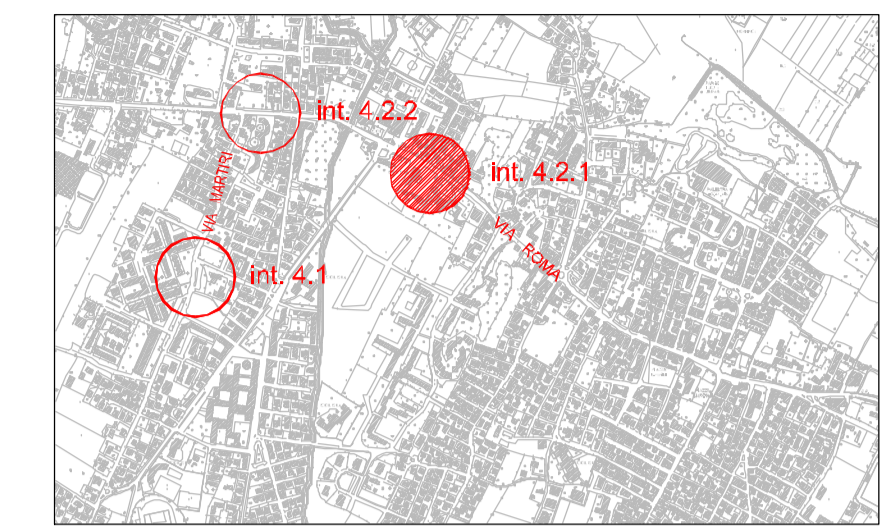 int. 4.2.2
int. 4.2.1
VIA MARTIRI
VIA ROMA
int. 4.1